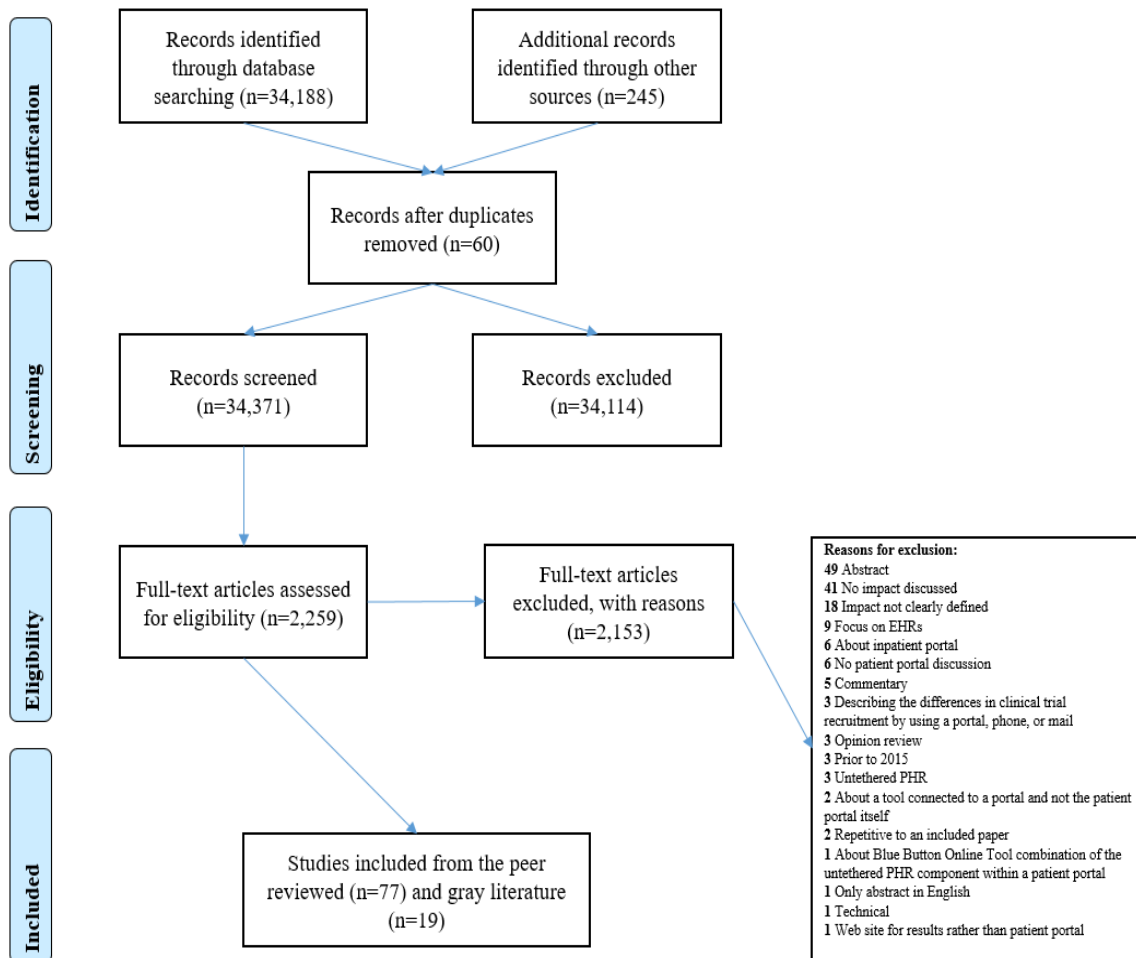 Identification
Records identified
through database
searching (n=34,188)
Additional records
identified through other
sources (n=245)
Records after duplicates
removed (n=60)
Screening
Records screened
(n=34,371)
Records excluded
(n=34,114)
Eligibility
Full-text articles assessed
for eligibility (n=2,259)
Full-text articles
excluded, with reasons
(n=2,153)
Reasons for exclusion:
49 Abstract
41 No impact discussed
18 Impact not clearly defined
9 Focus on EHRs
6 About inpatient portal
6 No patient portal discussion
5 Commentary
3 Describing the differences in clinical trial
recruitment by using a portal, phone, or mail
3 Opinion review
3 Prior to 2015
3 Untethered PHR
2 About a tool connected to a portal and not the patient
portal itself
2 Repetitive to an included paper
1 About Blue Button Online Tool combination of the
untethered PHR component within a patient portal
1 Only abstract in English
1 Technical
1 Web site for results rather than patient portal
Included
Studies included from the peer
reviewed (n=77) and gray literature
(n=19)